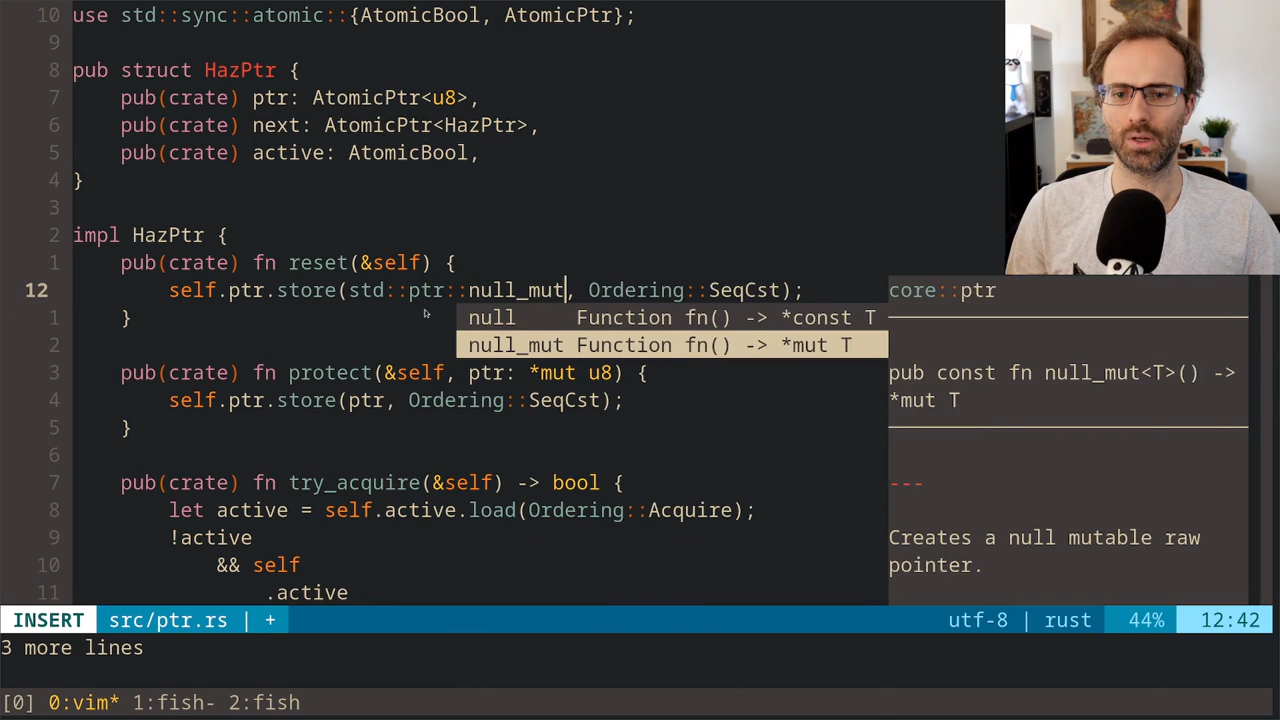 10 use std::sync::atomic::{AtomicBool, AtomicPtr};
9
8 pub struct HazPtr {
7 pub(crate) ptr: AtomicPtr<u8>,
6 pub(crate) next: AtomicPtr<HazPtr>,
5 pub(crate) active: AtomicBool,
4 }
3
2 impl HazPtr {
1 pub(crate) fn reset(&self) {
12 self.ptr.store(std::ptr::null_mut, Ordering::SeqCst);
1 }
2
3 pub(crate) fn protect(&self, ptr: *mut u8) {
4 self.ptr.store(ptr, Ordering::SeqCst);
5 }
6
7 pub(crate) fn try_acquire(&self) -> bool {
8 let active = self.active.load(Ordering::Acquire);
9 !active
10 && self
11 .active
null Function fn() -> *const T
null_mut Function fn() -> *mut T
core::ptr
pub const fn null_mut<T>() ->
*mut T
---
Creates a null mutable raw
pointer.
INSERT src/ptr.rs | + utf-8 | rust 44% 12:42
3 more lines
[0] 0:vim* 1:fish- 2:fish